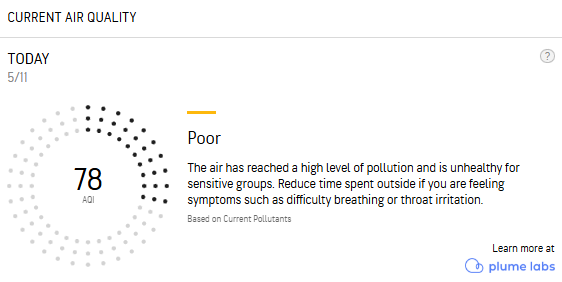 CURRENT AIR QUALITY
TODAY
5/11
?
Poor
78
AQI
The air has reached a high level of pollution and is unhealthy for
sensitive groups. Reduce time spent outside if you are feeling
symptoms such as difficulty breathing or throat irritation.
Based on Current Pollutants
Learn more at
plume labs